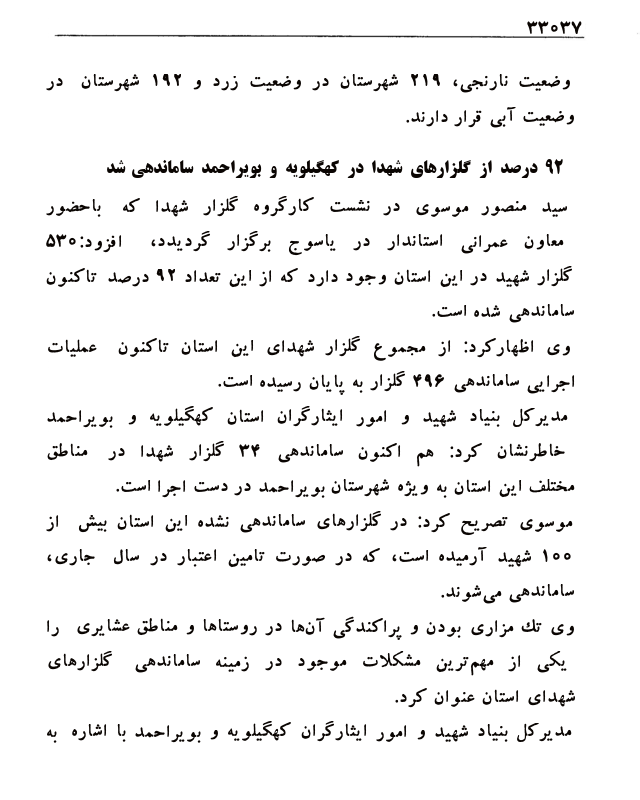 ۳۳۰۳۷
وضعیت نارنجی، ۲۱۹ شهرستان در وضعیت زرد و ۱۹۲ شهرستان در
وضعیت آبی قرار دارند.
۹۲ درصد از گلزارهای شهدا در کهگیلویه و بویراحمد ساماندهی شد
سید منصور موسوی در نشست کارگروه گلزار شهدا که باحضور
معاون عمرانی استاندار در یاسوج برگزار گردیدد، افزود:۵۳۰
گلزار شهید در این استان وجود دارد که از این تعداد ۹۲ درصد تاکنون
ساماندهی شده است.
وی اظهارکرد: از مجموع گلزار شهدای این استان تاکنون عملیات
اجرایی ساماندهی ۴۹۶ گلزار به پایان رسیده است.
مدیرکل بنیاد شهید و امور ایثارگران استان کهگیلویه و بویراحمد
خاطرنشان کرد: هم اکنون ساماندهی ۳۴ گلزار شهدا در مناطق
مختلف این استان به ویژه شهرستان بویراحمد در دست اجرا است.
موسوی تصریح کرد: در گلزارهای ساماندهی نشده این استان بیش از
۱۰۰ شهید آرمیده است، که در صورت تامین اعتبار در سال جاری،
ساماندهی می‌شوند.
وی تك مزاری بودن و پراکندگی آن‌ها در روستاها و مناطق عشایری را
یکی از مهم‌ترین مشکلات موجود در زمینه ساماندهی گلزارهای
شهدای استان عنوان کرد.
مدیرکل بنیاد شهید و امور ایثارگران کهگیلویه و بویراحمد با اشاره به